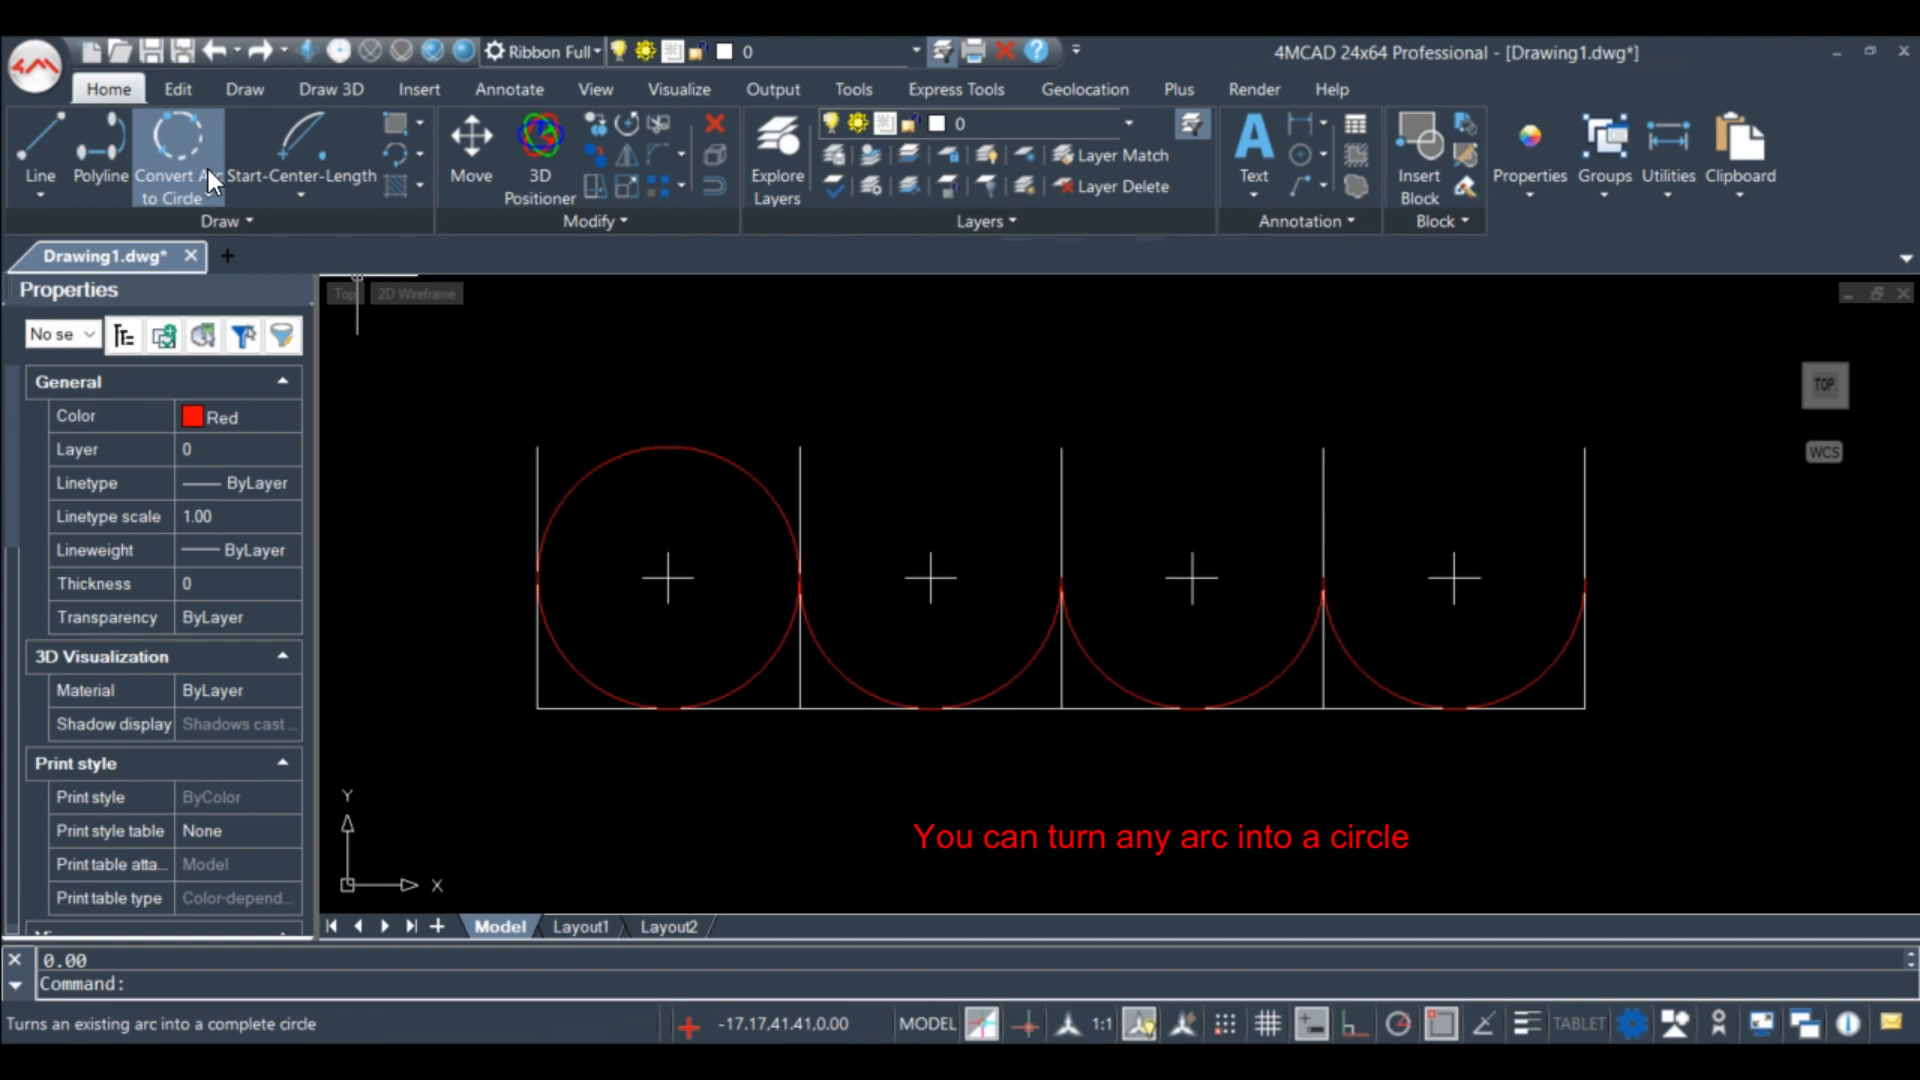 4M
Ribbon Full
0
4MCAD 24x64 Professional - [Drawing1.dwg*]
Home
Edit
Draw
Draw 3D
Insert
Annotate
View
Visualize
Output
Tools
Express Tools
Geolocation
Plus
Render
Help
Line
Polyline
Convert A
to Circle
Start-Center-Length
Draw
Move
3D
Positioner
Modify
Explore
Layers
0
Layer Match
Layer Delete
Layers
A
Text
Annotation
Insert
Block
Block
Properties
Groups
Utilities
Clipboard
Drawing1.dwg*
Properties
No se
General
Color Red
Layer 0
Linetype ByLayer
Linetype scale 1.00
Lineweight ByLayer
Thickness 0
Transparency ByLayer
3D Visualization
Material ByLayer
Shadow display Shadows cast ...
Print style
Print style ByColor
Print style table None
Print table atta... Model
Print table type Color-depend...
Top
2D Wireframe
TOP
WCS
You can turn any arc into a circle
Y
X
Model
Layout1
Layout2
0.00
Command:
Turns an existing arc into a complete circle
-17.17,41.41,0.00
MODEL
1:1
TABLET